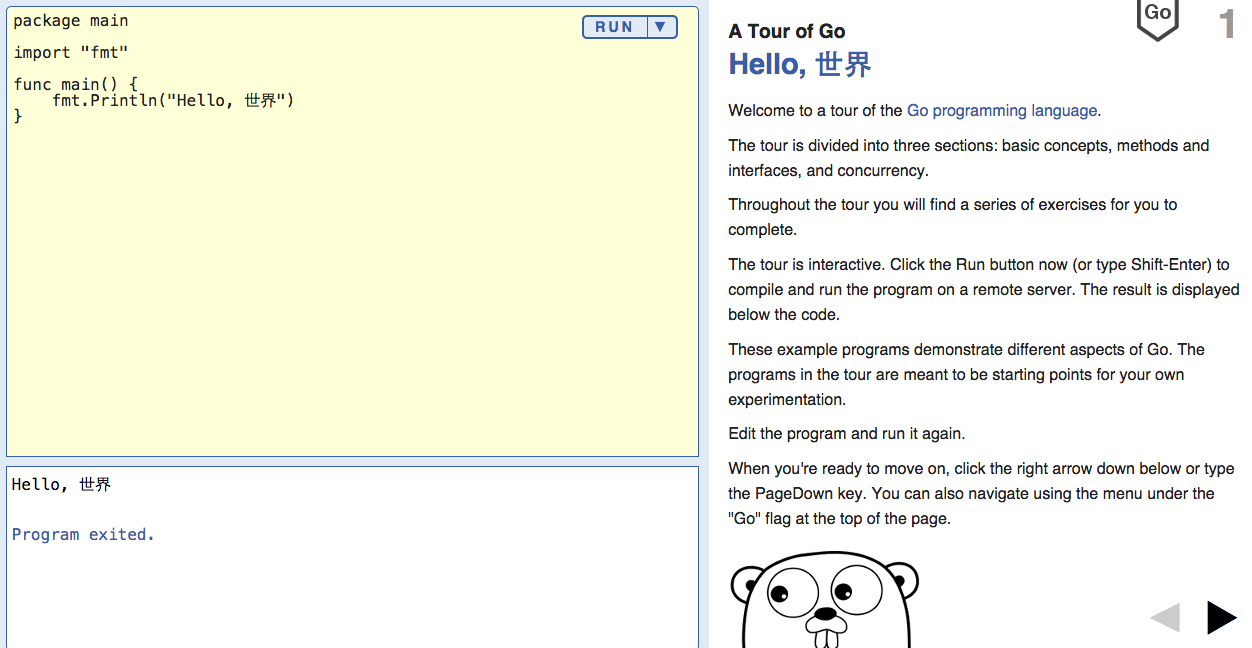 package main
import "fmt"
func main() {
    fmt.Println("Hello, 世界")
}
RUN ▼
Hello, 世界
Program exited.
Go
1
A Tour of Go
Hello, 世界
Welcome to a tour of the Go programming language.
The tour is divided into three sections: basic concepts, methods and
interfaces, and concurrency.
Throughout the tour you will find a series of exercises for you to
complete.
The tour is interactive. Click the Run button now (or type Shift-Enter) to
compile and run the program on a remote server. The result is displayed
below the code.
These example programs demonstrate different aspects of Go. The
programs in the tour are meant to be starting points for your own
experimentation.
Edit the program and run it again.
When you're ready to move on, click the right arrow down below or type
the PageDown key. You can also navigate using the menu under the
"Go" flag at the top of the page.